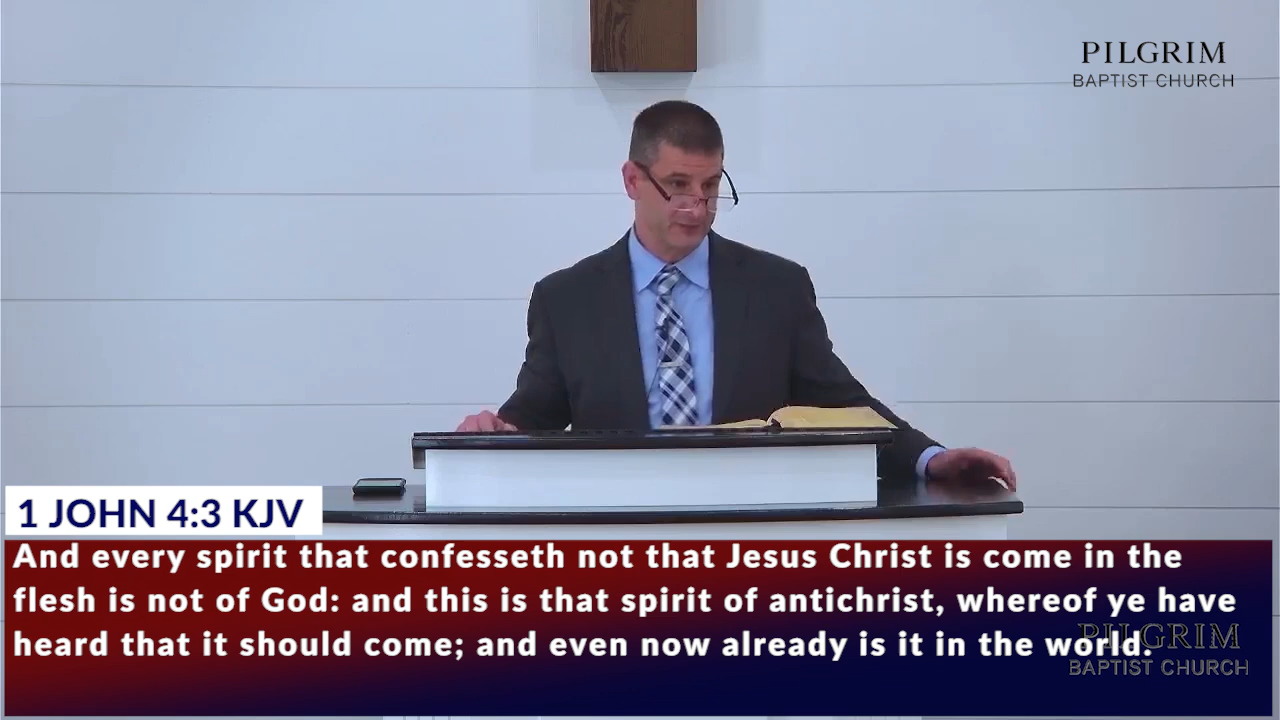 PILGRIM
BAPTIST CHURCH
1 JOHN 4:3 KJV
And every spirit that confesseth not that Jesus Christ is come in the
flesh is not of God: and this is that spirit of antichrist, whereof ye have
heard that it should come; and even now already is it in the world.
PILGRIM
BAPTIST CHURCH